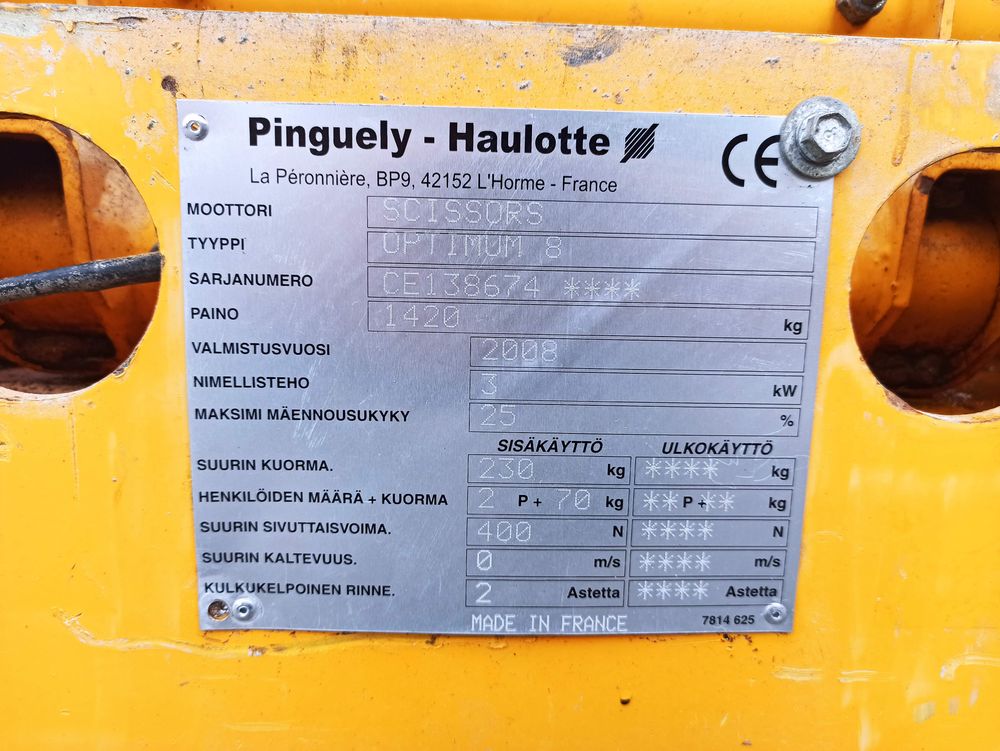 Pinguely - Haulotte
CE
La Péronnière, BP9, 42152 L'Horme - France
MOOTTORI SCISSORS
TYYPPI OPTIMUM 8
SARJANUMERO CE138674 ****
PAINO 1420 kg
VALMISTUSVUOSI 2008
NIMELLISTEHO 3 kW
MAKSIMI MÄENNOUSUKYKY 25 %
SISÄKÄYTTÖ ULKOKÄYTTÖ
SUURIN KUORMA. 230 kg **** kg
HENKILÖIDEN MÄÄRÄ + KUORMA 2 P + 70 kg ** P + ** kg
SUURIN SIVUTTAISVOIMA. 400 N **** N
SUURIN KALTEVUUS. 0 m/s **** m/s
KULKUKELPOINEN RINNE. 2 Astetta **** Astetta
MADE IN FRANCE 7814 625